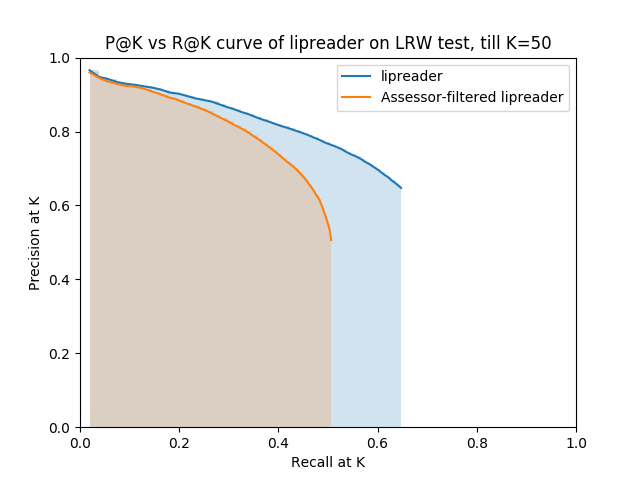 P@K vs R@K curve of lipreader on LRW test, till K=50
lipreader
Assessor-filtered lipreader
Precision at K
1.0
0.8
0.6
0.4
0.2
0.0
0.0 0.2 0.4 0.6 0.8 1.0
Recall at K